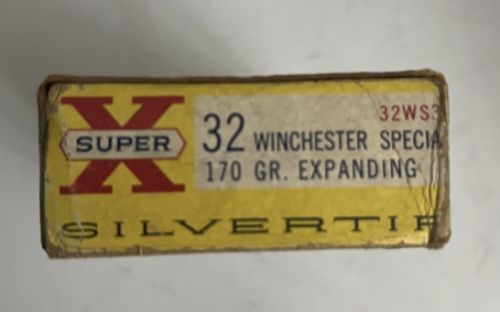 32WS3
X
SUPER
32 WINCHESTER SPECIA
170 GR. EXPANDING
SILVERTIP